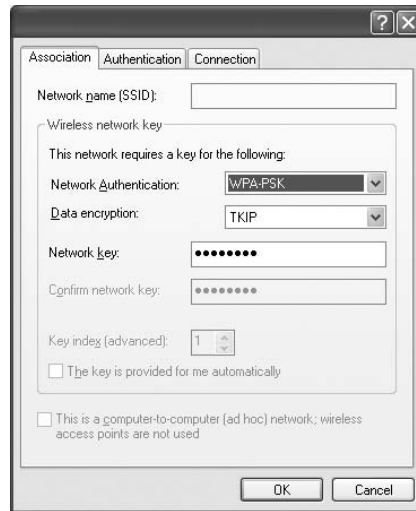 ? X
Association Authentication Connection
Network name (SSID):
Wireless network key
This network requires a key for the following:
Network Authentication: WPA-PSK
Data encryption: TKIP
Network key: ••••••••
Confirm network key: ••••••••
Key index (advanced): 1
The key is provided for me automatically
This is a computer-to-computer (ad hoc) network; wireless
access points are not used
OK Cancel